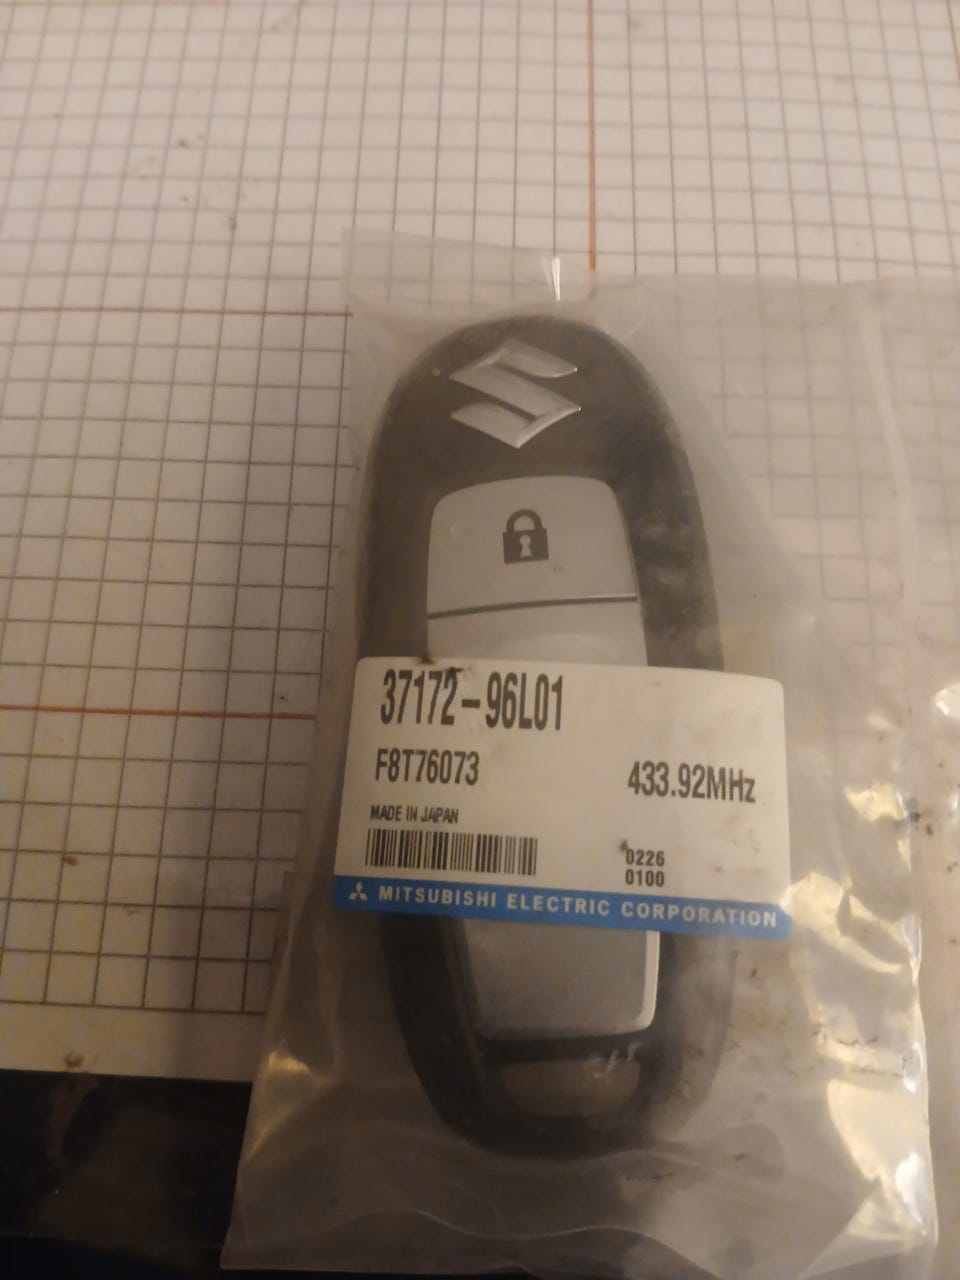 37172-96L01
F8T76073 433.92MHz
MADE IN JAPAN
0226
0100
MITSUBISHI ELECTRIC CORPORATION